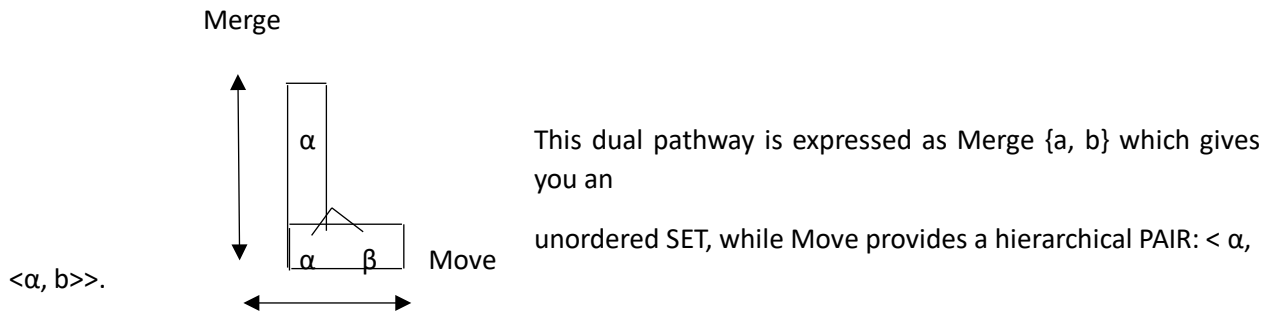 Merge
α
This dual pathway is expressed as Merge {a, b} which gives
you an
unordered SET, while Move provides a hierarchical PAIR: < α,
α β Move
<α, b>>.